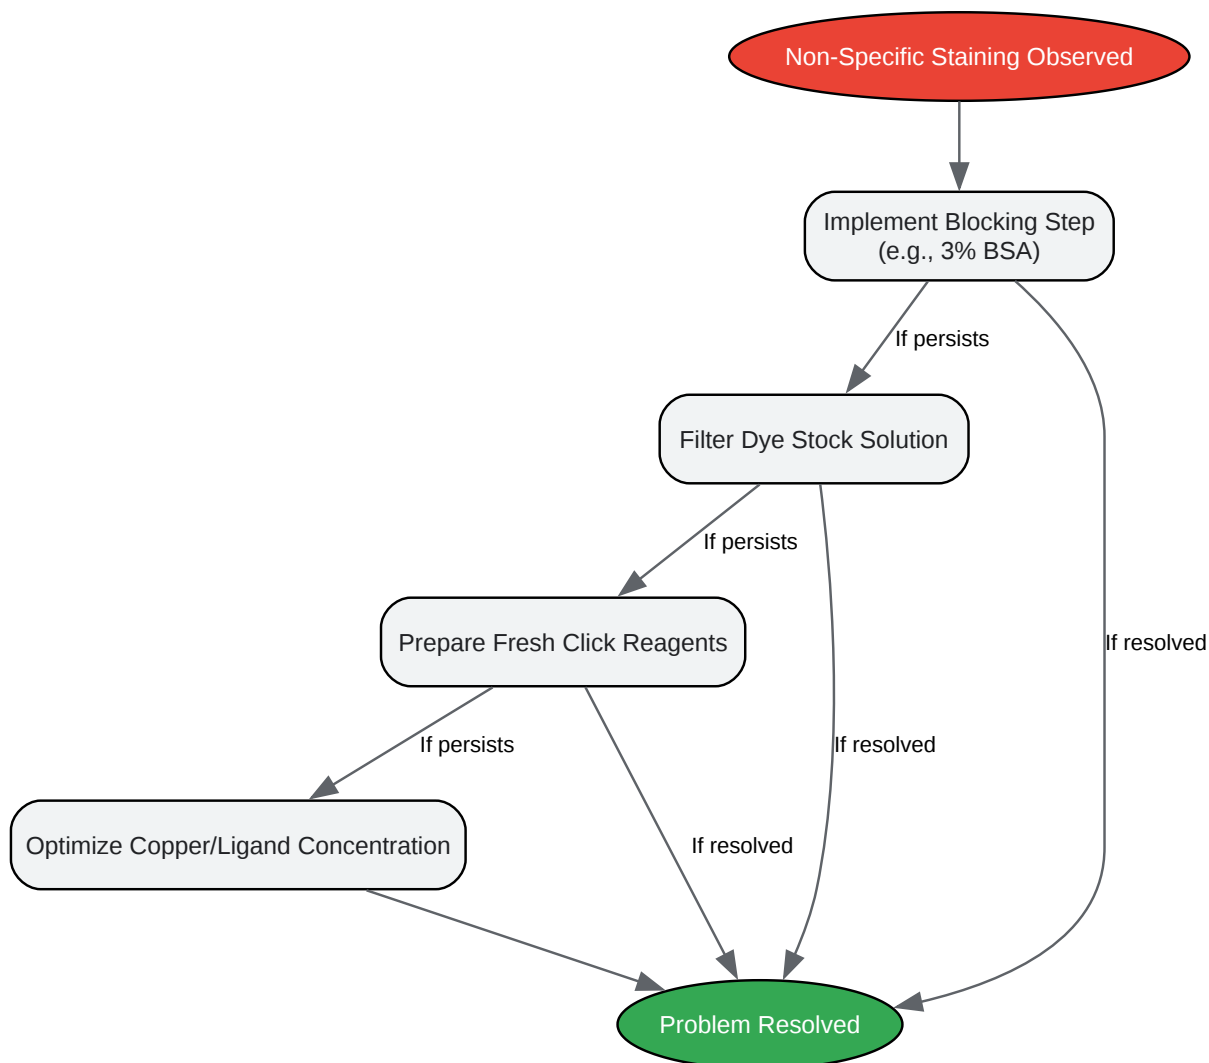 Non-Specific Staining Observed
Implement Blocking Step
(e.g., 3% BSA)
If persists
Filter Dye Stock Solution
If persists
Prepare Fresh Click Reagents
If resolved
If persists
If resolved
Optimize Copper/Ligand Concentration
If resolved
Problem Resolved